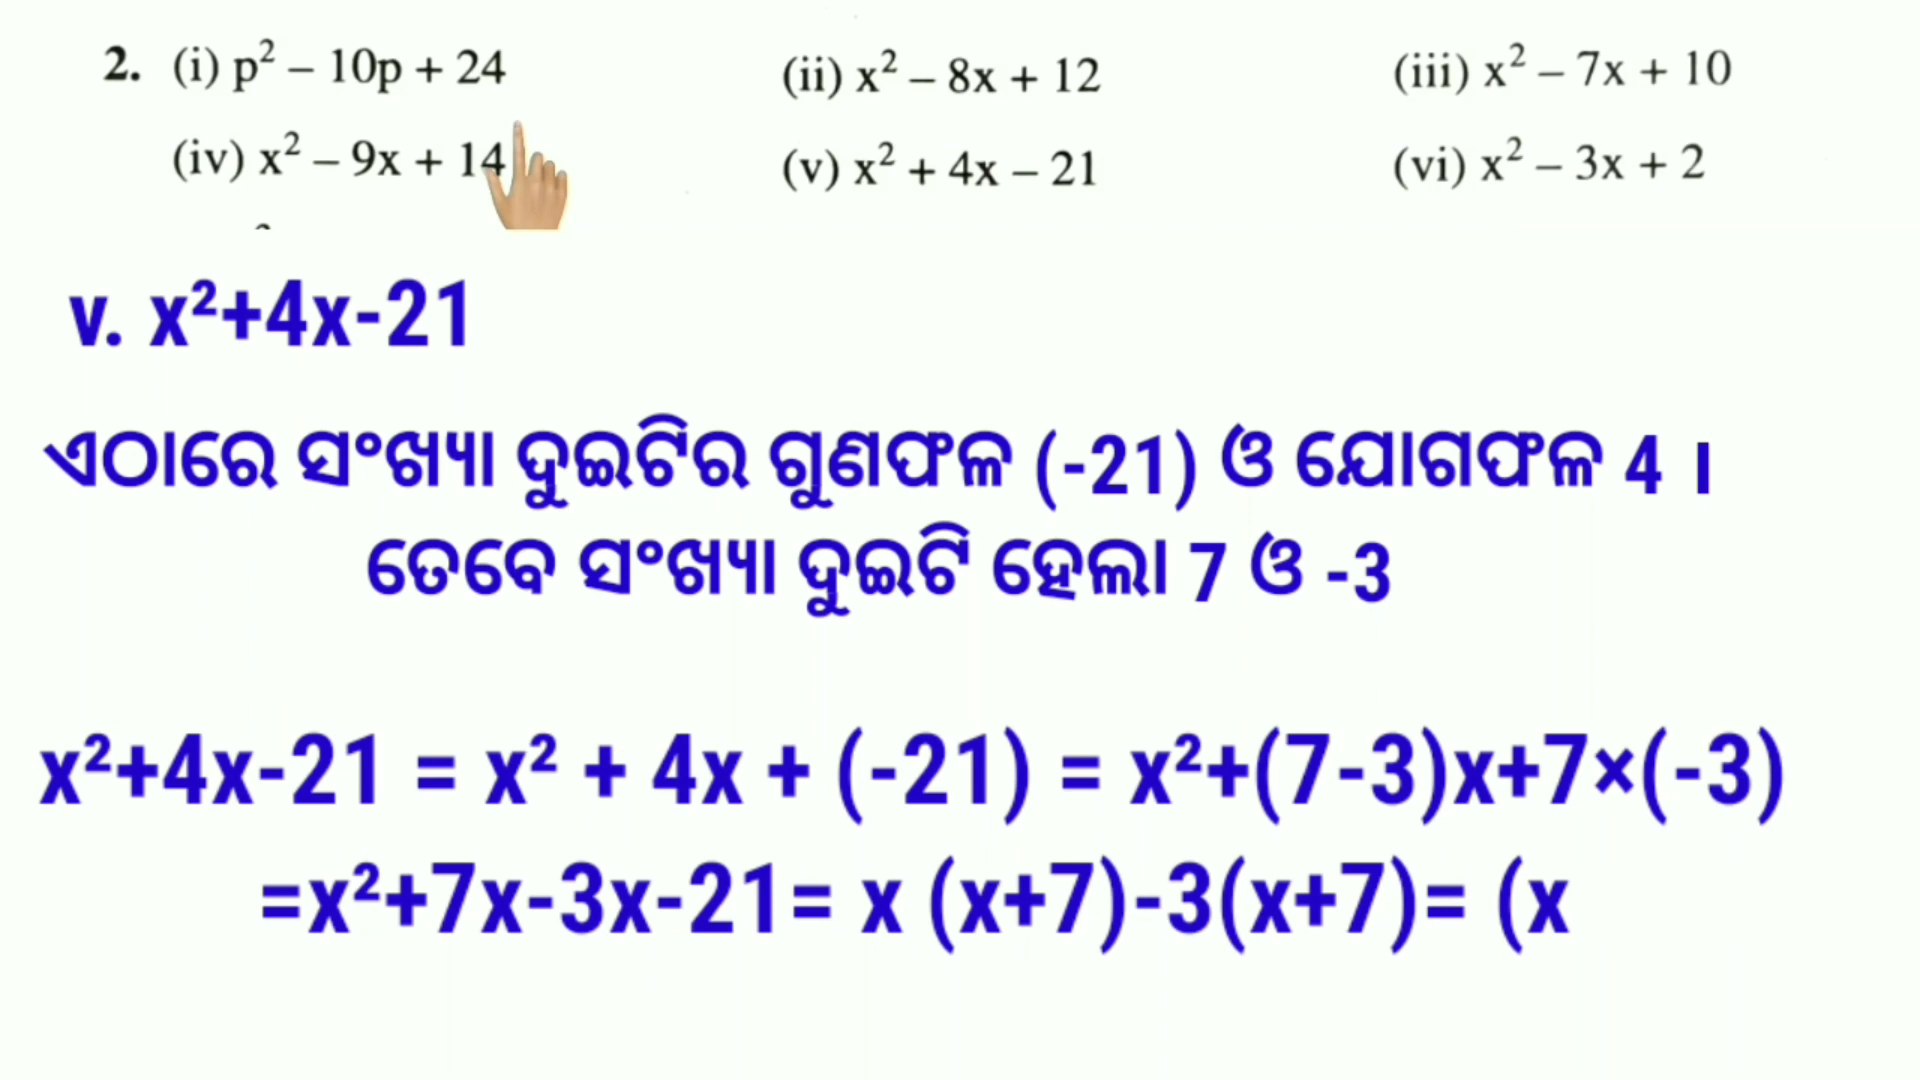 2. (i) p² – 10p + 24 (ii) x² – 8x + 12 (iii) x² – 7x + 10
(iv) x² – 9x + 14 (v) x² + 4x – 21 (vi) x² – 3x + 2
v. x²+4x-21
ଏଠାରେ ସଂଖ୍ୟା ଦୁଇଟିର ଗୁଣଫଳ (-21) ଓ ଯୋଗଫଳ 4 ।
ତେବେ ସଂଖ୍ୟା ଦୁଇଟି ହେଲା 7 ଓ -3
x²+4x-21 = x² + 4x + (-21) = x²+(7-3)x+7×(-3)
=x²+7x-3x-21= x (x+7)-3(x+7)= (x